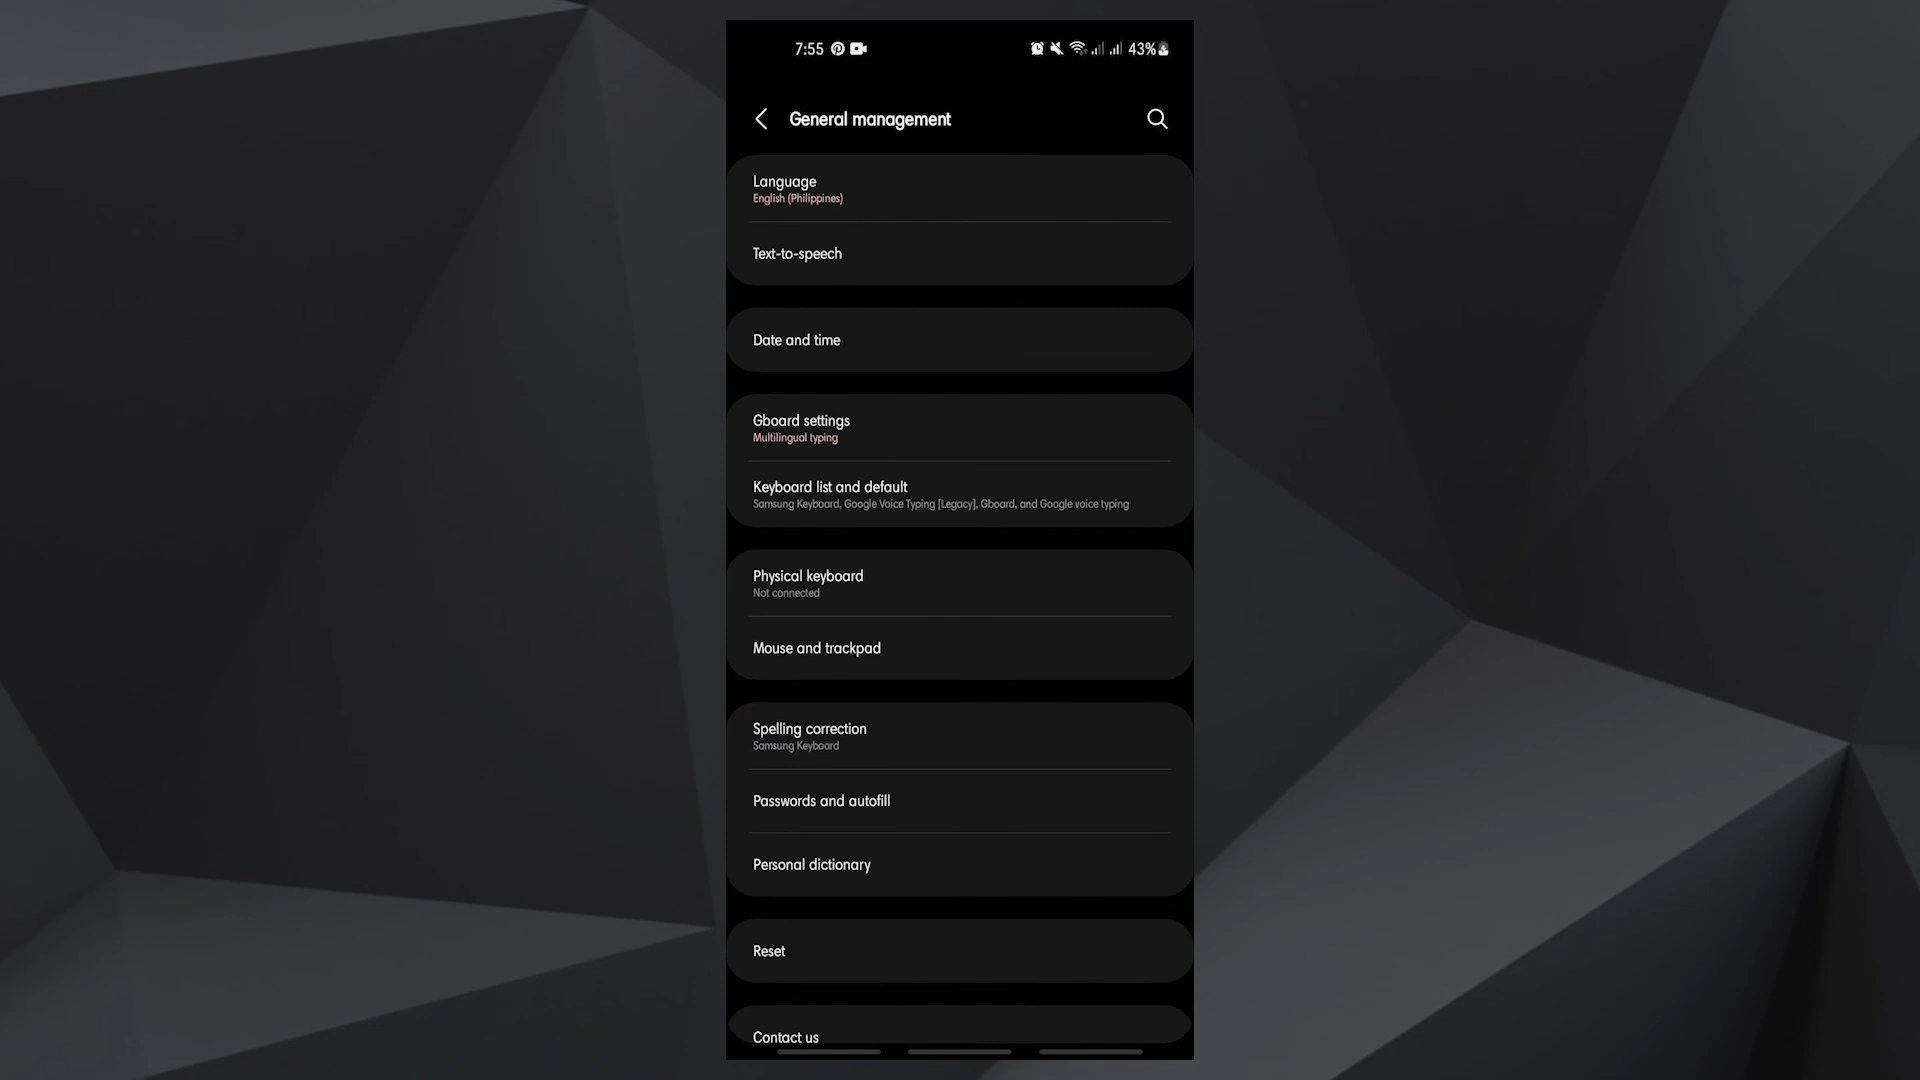 7:55 43%
General management
Language
English (Philippines)
Text-to-speech
Date and time
Gboard settings
Multilingual typing
Keyboard list and default
Samsung Keyboard, Google Voice Typing [Legacy], Gboard, and Google voice typing
Physical keyboard
Not connected
Mouse and trackpad
Spelling correction
Samsung Keyboard
Passwords and autofill
Personal dictionary
Reset
Contact us